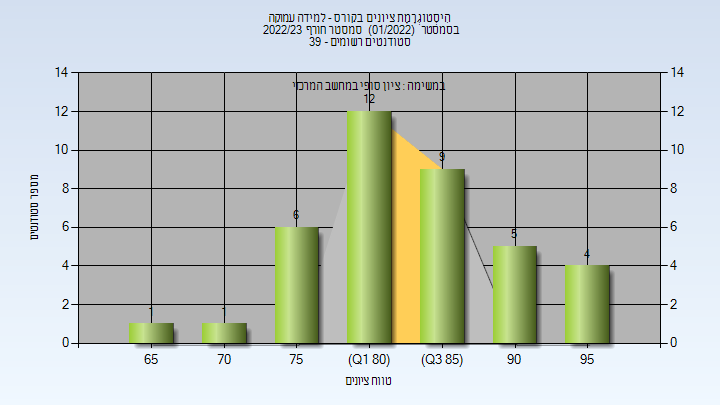 הִיסְטוֹגְרָמַת ציונים בקורס - למידה עמוקה
בסמסטר (01/2022) סמסטר חורף 2022/23
סטודנטים רשומים - 39
במשימה : ציון סופי במחשב המרכזי
14 14
12 12
10 10
8 8
6 6
4 4
2 2
0 0
1 1 6 12 9 5 4
65 70 75 (Q1 80) (Q3 85) 90 95
מספר סטודנטים
טווח ציונים